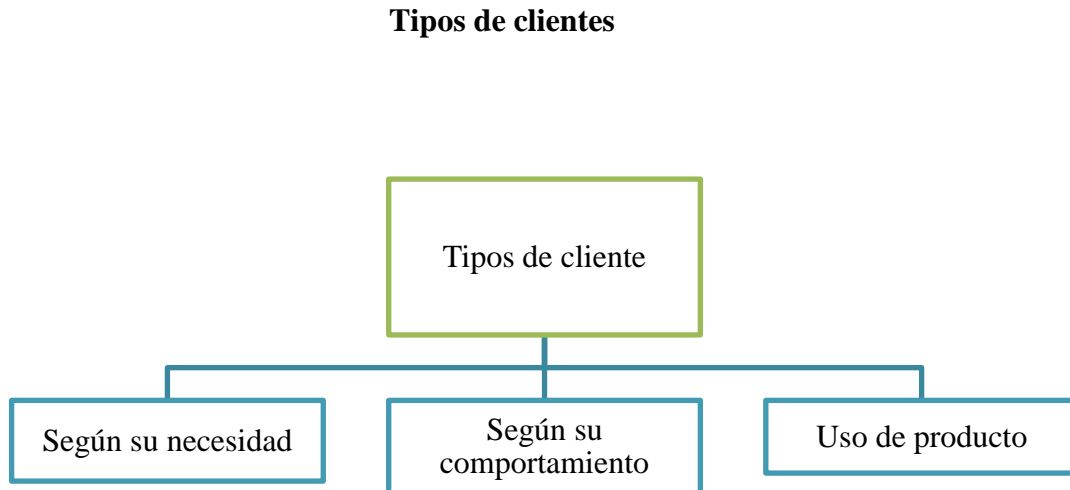 Tipos de clientes
Tipos de cliente
Según su necesidad
Según su
comportamiento
Uso de producto